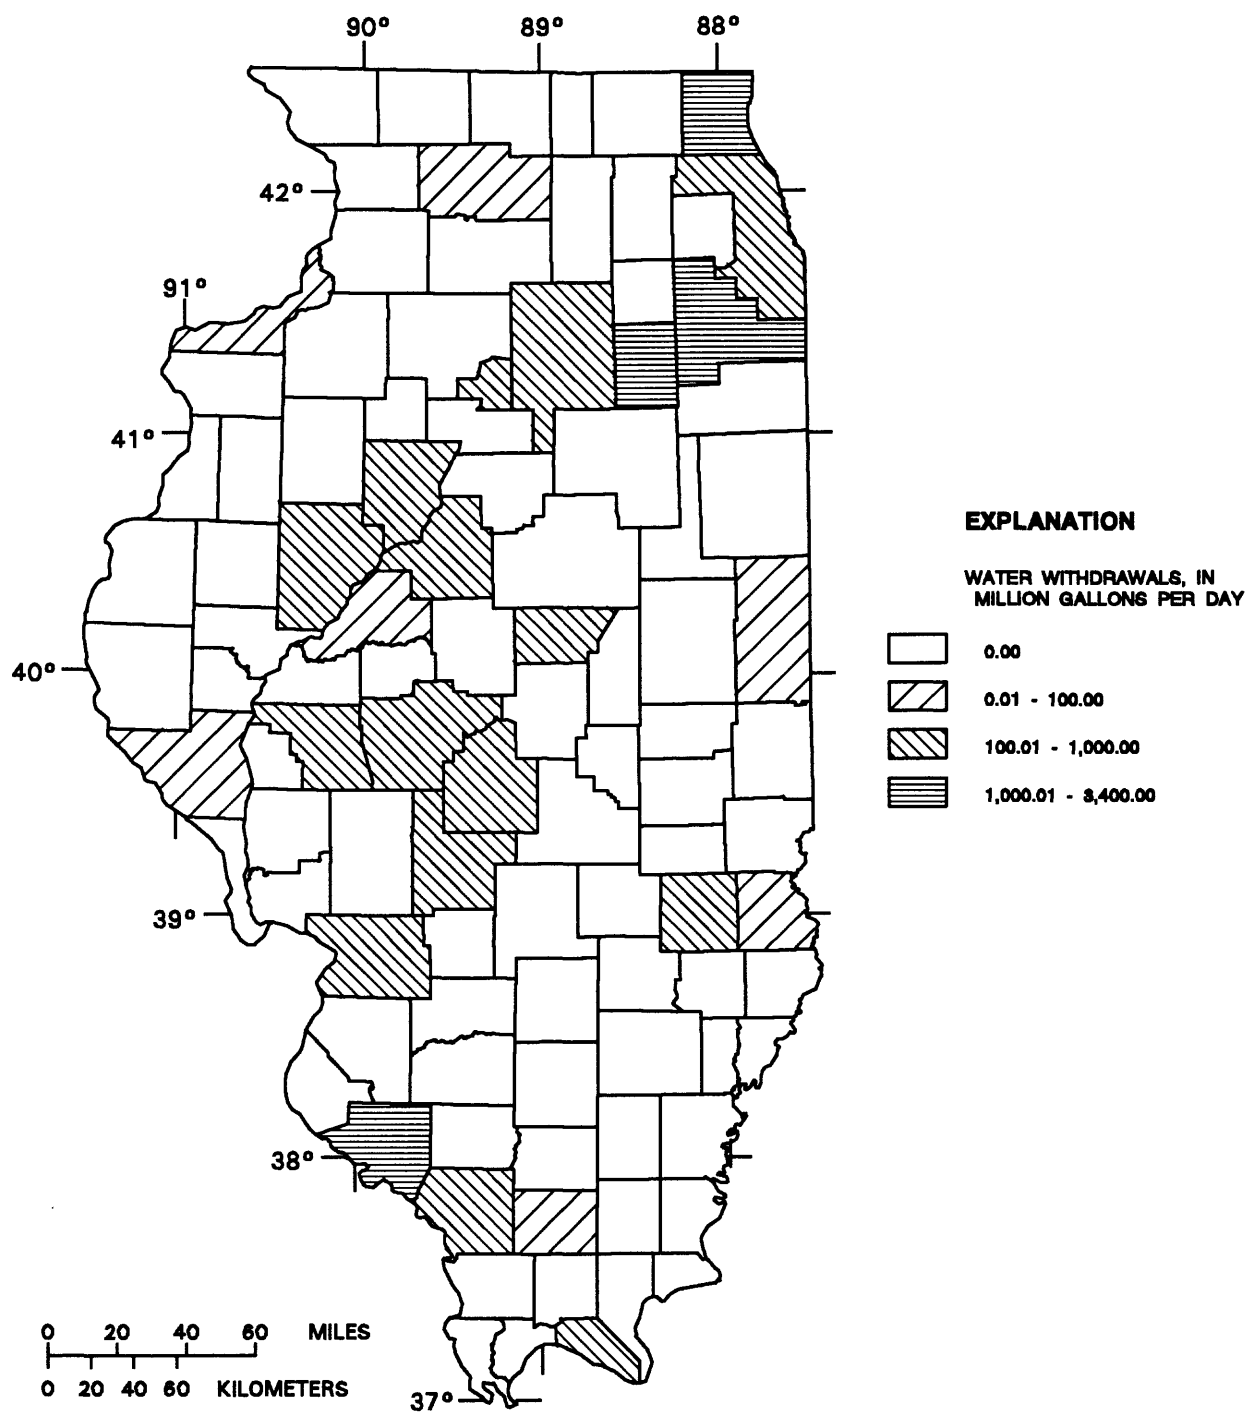 90° 89° 88°
42°
91°
41°
EXPLANATION
WATER WITHDRAWALS, IN
MILLION GALLONS PER DAY
0.00
40°
0.01 - 100.00
100.01 - 1,000.00
1,000.01 - 3,400.00
39°
38°
0 20 40 60 MILES
0 20 40 60 KILOMETERS
37°